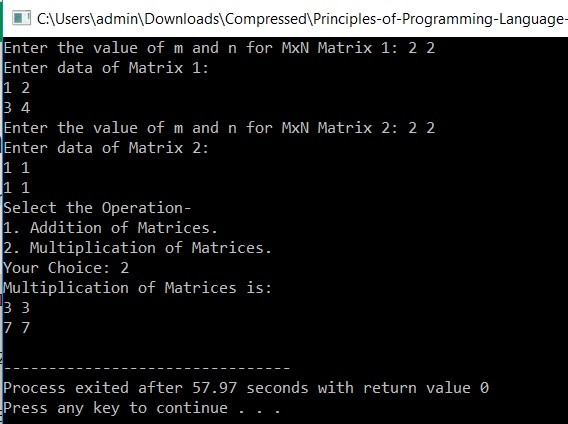 C:\Users\admin\Downloads\Compressed\Principles-of-Programming-Language-
Enter the value of m and n for MxN Matrix 1: 2 2
Enter data of Matrix 1:
1 2
3 4
Enter the value of m and n for MxN Matrix 2: 2 2
Enter data of Matrix 2:
1 1
1 1
Select the Operation-
1. Addition of Matrices.
2. Multiplication of Matrices.
Your Choice: 2
Multiplication of Matrices is:
3 3
7 7
--------------------------------
Process exited after 57.97 seconds with return value 0
Press any key to continue . . .